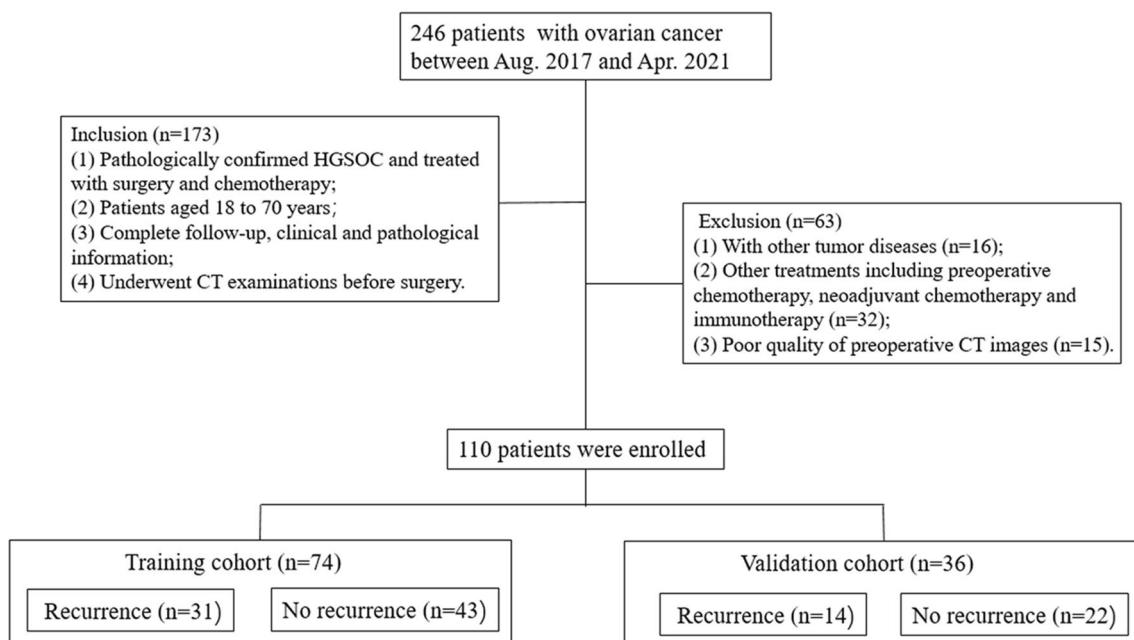 246 patients with ovarian cancer
between Aug. 2017 and Apr. 2021
Inclusion (n=173)
(1) Pathologically confirmed HGSOC and treated
with surgery and chemotherapy;
(2) Patients aged 18 to 70 years;
(3) Complete follow-up, clinical and pathological
information;
(4) Underwent CT examinations before surgery.
Exclusion (n=63)
(1) With other tumor diseases (n=16);
(2) Other treatments including preoperative
chemotherapy, neoadjuvant chemotherapy and
immunotherapy (n=32);
(3) Poor quality of preoperative CT images (n=15).
110 patients were enrolled
Training cohort (n=74)
Recurrence (n=31)
No recurrence (n=43)
Validation cohort (n=36)
Recurrence (n=14)
No recurrence (n=22)